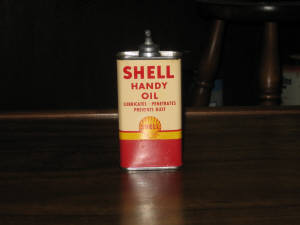 SHELL
HANDY
OIL
LUBRICATES · PENETRATES
PREVENTS RUST
SHELL